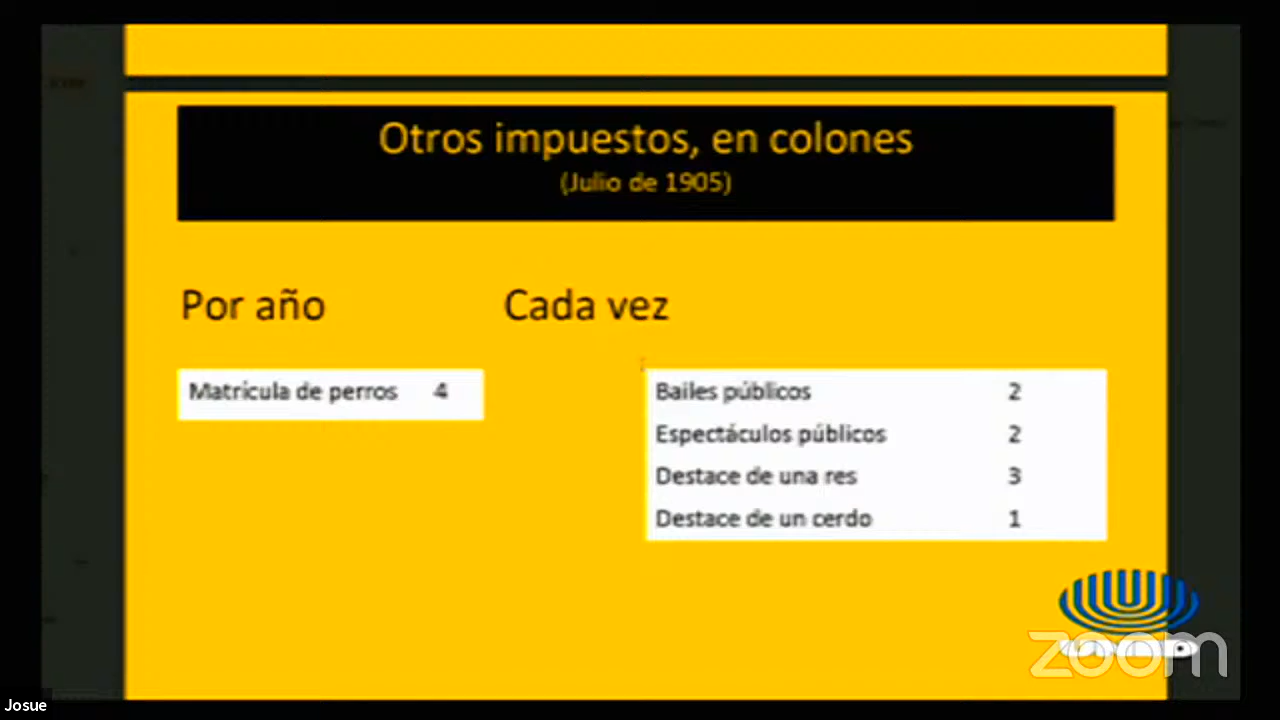 Otros impuestos, en colones
(Julio de 1905)
Por año
Cada vez
Matrícula de perros 4
Bailes públicos 2
Espectáculos públicos 2
Destace de una res 3
Destace de un cerdo 1
zoom
Josue